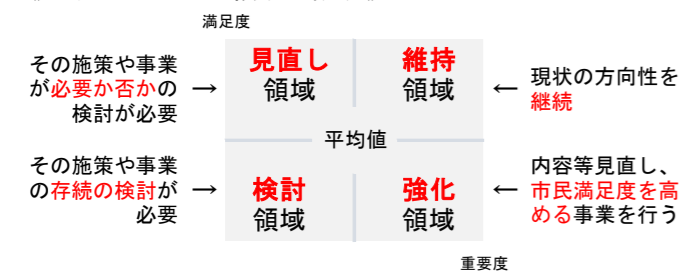 満足度
その施策や事業
が必要か否かの
検討が必要
→
見直し
領域
維持
領域
←
現状の方向性を
継続
平均値
その施策や事業
の存続の検討が
必要
→
検討
領域
強化
領域
←
内容等見直し、
市民満足度を高
める事業を行う
重要度